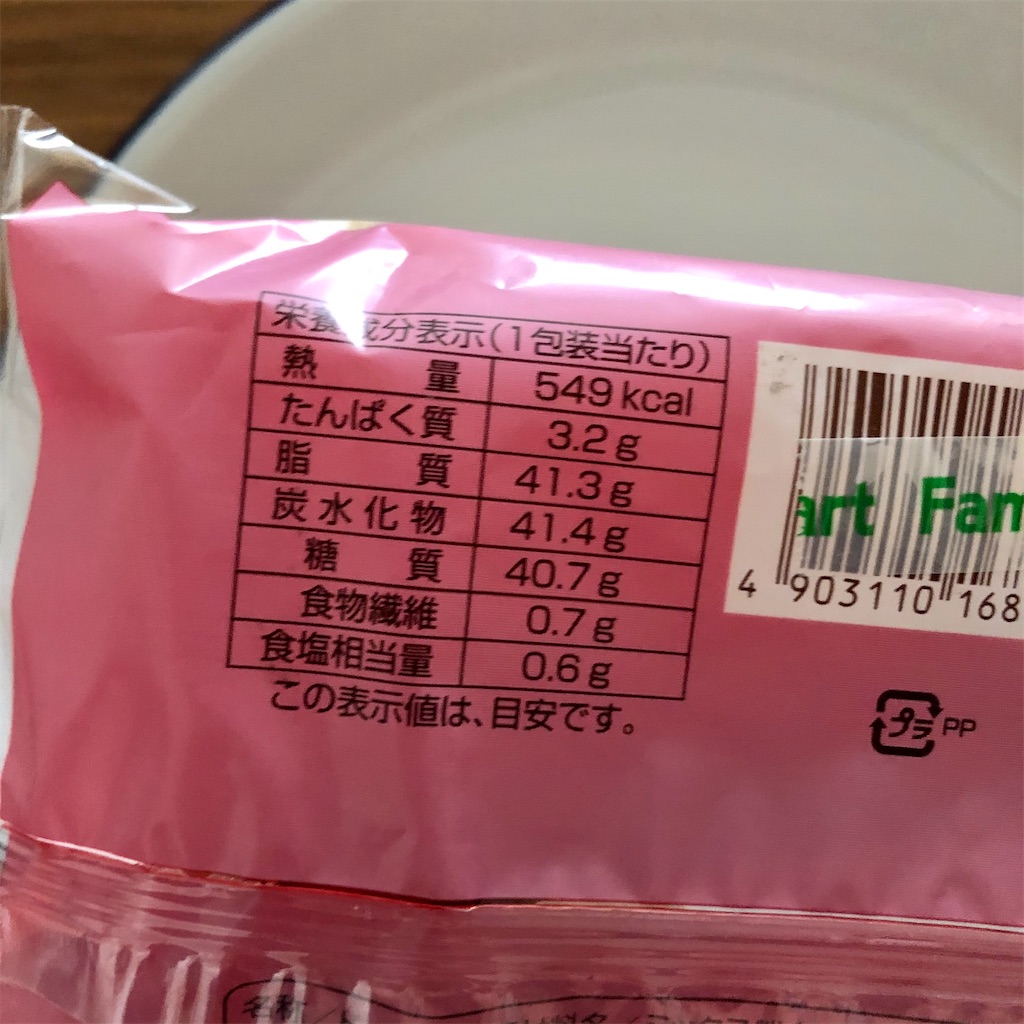 栄養成分表示(1包装当たり)
熱量 549kcal
たんぱく質 3.2g
脂質 41.3g
炭水化物 41.4g
糖質 40.7g
食物繊維 0.7g
食塩相当量 0.6g
この表示値は、目安です。
art Fam
4 903110 168
プラ PP
名称